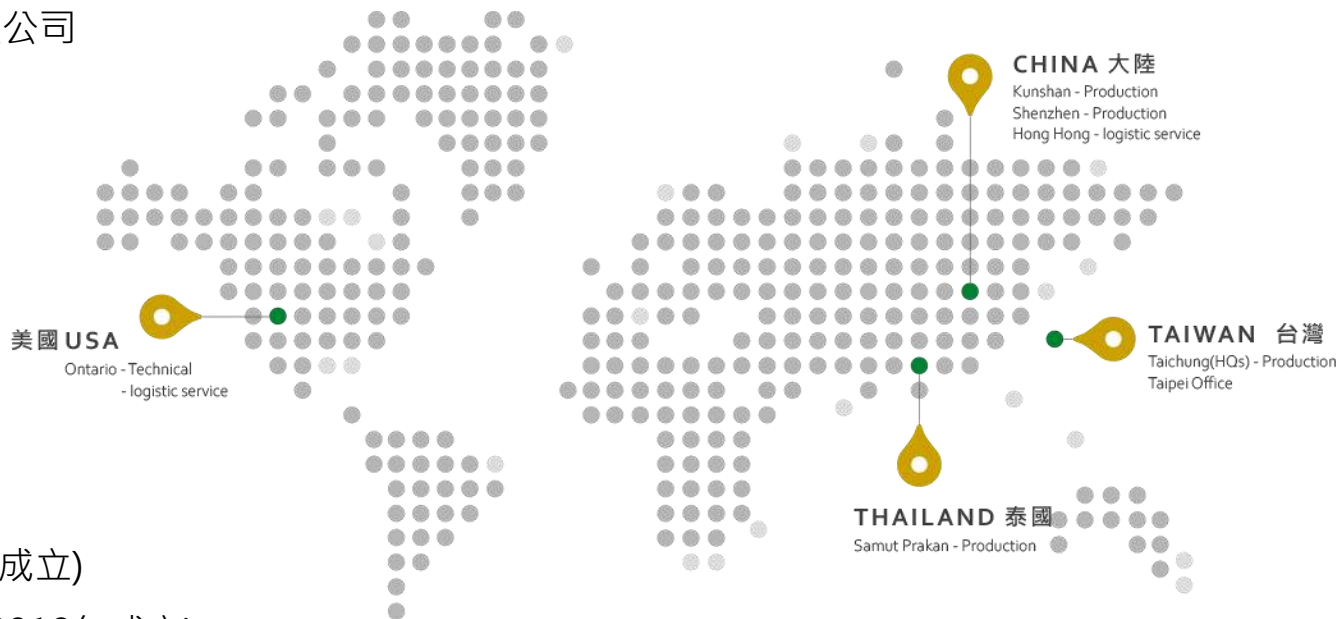 公司
CHINA 大陸
Kunshan - Production
Shenzhen - Production
Hong Hong - logistic service
美國 USA
Ontario - Technical
- logistic service
TAIWAN 台灣
Taichung(HQs) - Production
Taipei Office
THAILAND 泰國
Samut Prakan - Production
成立)